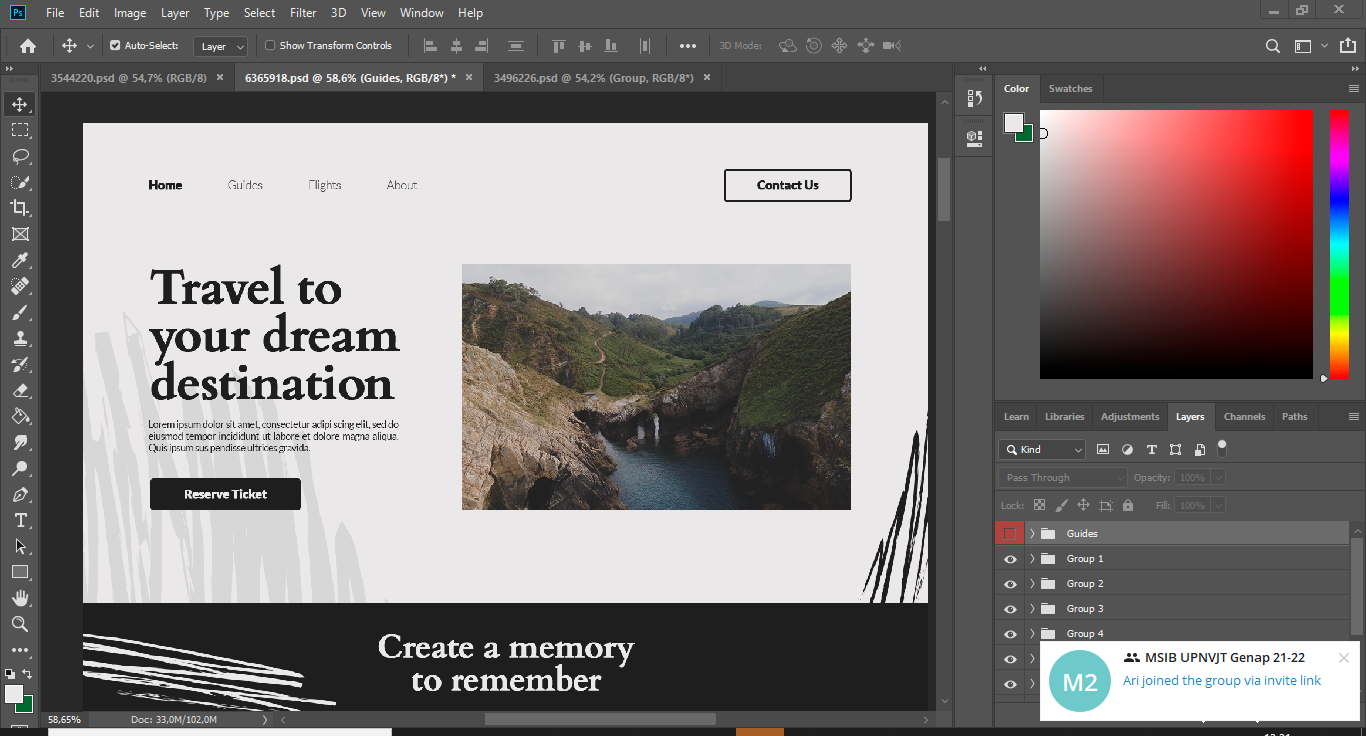 Ps File Edit Image Layer Type Select Filter 3D View Window Help
Auto-Select: Layer Show Transform Controls 3D Mode:
3544220.psd @ 54,7% (RGB/8) × 6365918.psd @ 58,6% (Guides, RGB/8*) * × 3496226.psd @ 54,2% (Group, RGB/8*) ×
Home Guides Flights About Contact Us
Travel to
your dream
destination
Lorem ipsum dolor sit amet, consectetur adipi scing elit, sed do
eiusmod tempor incididunt ut labore et dolore magna aliqua.
Quis ipsum sus pendisse ultrices gravida.
Reserve Ticket
Create a memory
to remember
58,65% Doc: 33,0M/102,0M
Color Swatches
Learn Libraries Adjustments Layers Channels Paths
Kind
Pass Through Opacity: 100%
Lock: Fill: 100%
Guides
Group 1
Group 2
Group 3
Group 4
M2
MSIB UPNVJT Genap 21-22
Ari joined the group via invite link